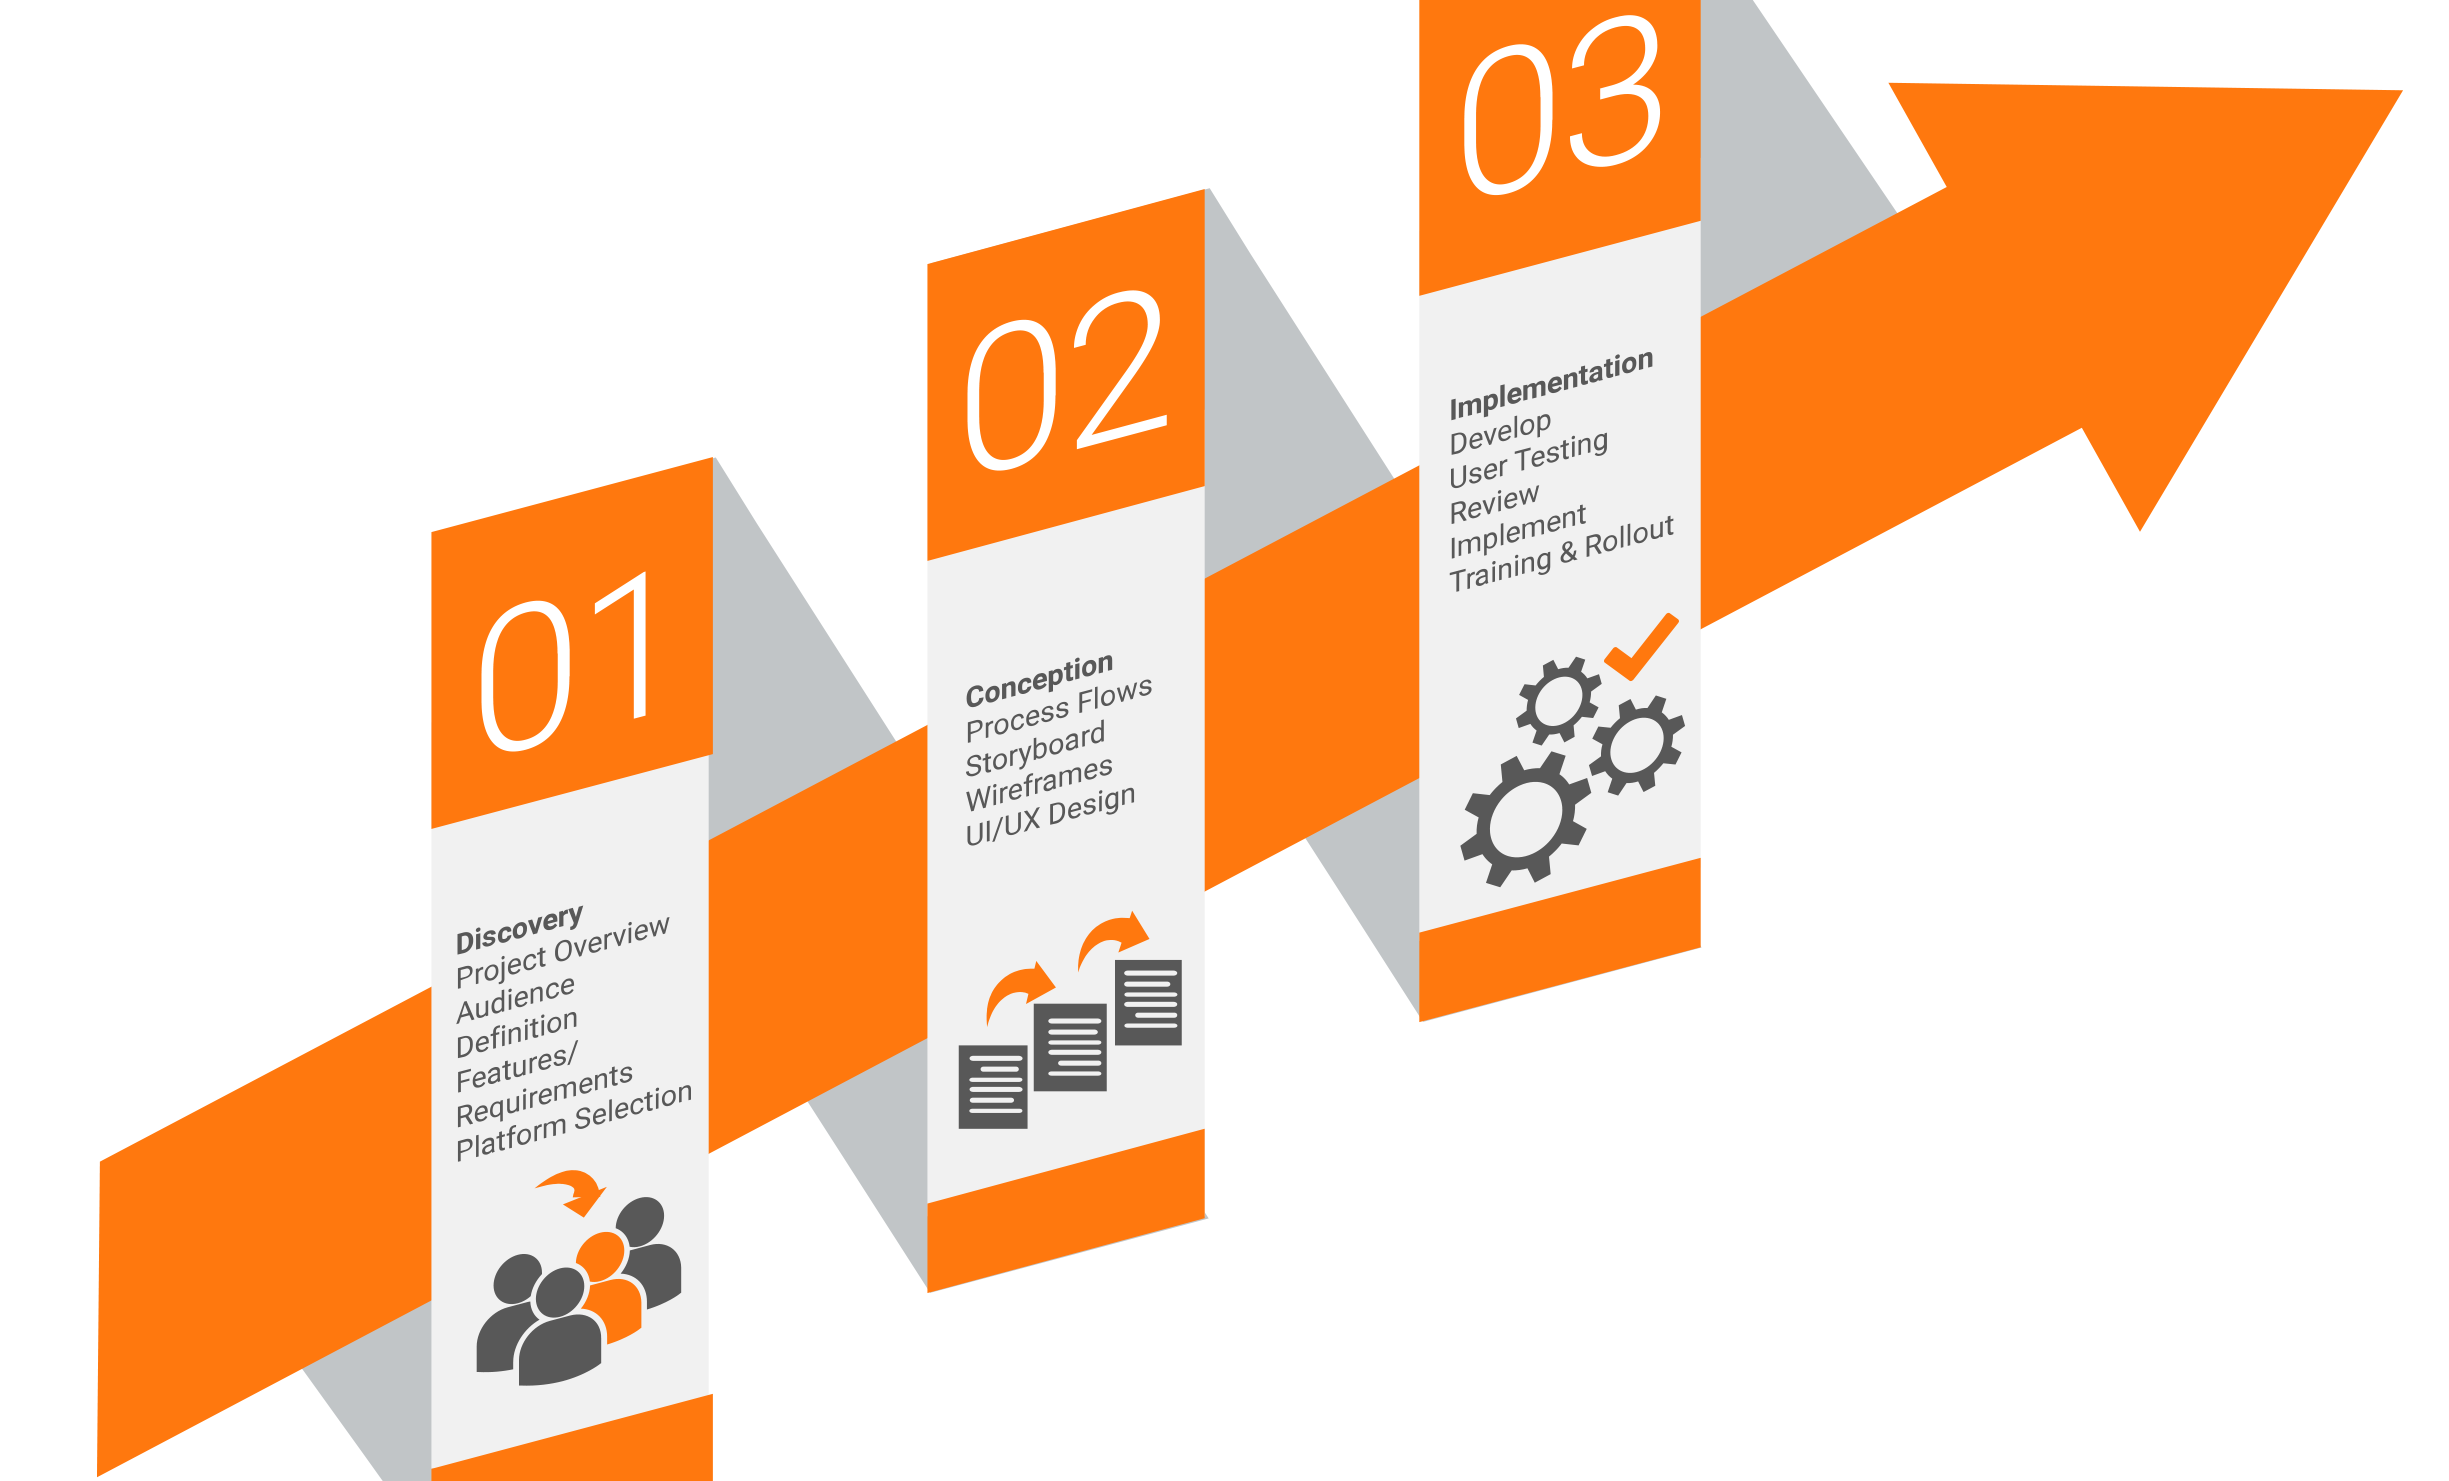 01
Discovery
Project Overview
Audience
Definition
Features/
Requirements
Platform Selection
02
Conception
Process Flows
Storyboard
Wireframes
UI/UX Design
03
Implementation
Develop
User Testing
Review
Implement
Training & Rollout